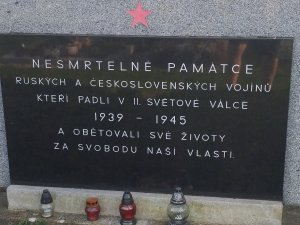 NESMRTELNÉ PAMÁTCE
RUSKÝCH A ČESKOSLOVENSKÝCH VOJÍNŮ
KTEŘÍ PADLI V II. SVĚTOVÉ VÁLCE
1939 - 1945
A OBĚTOVALI SVÉ ŽIVOTY
ZA SVOBODU NAŠÍ VLASTI.